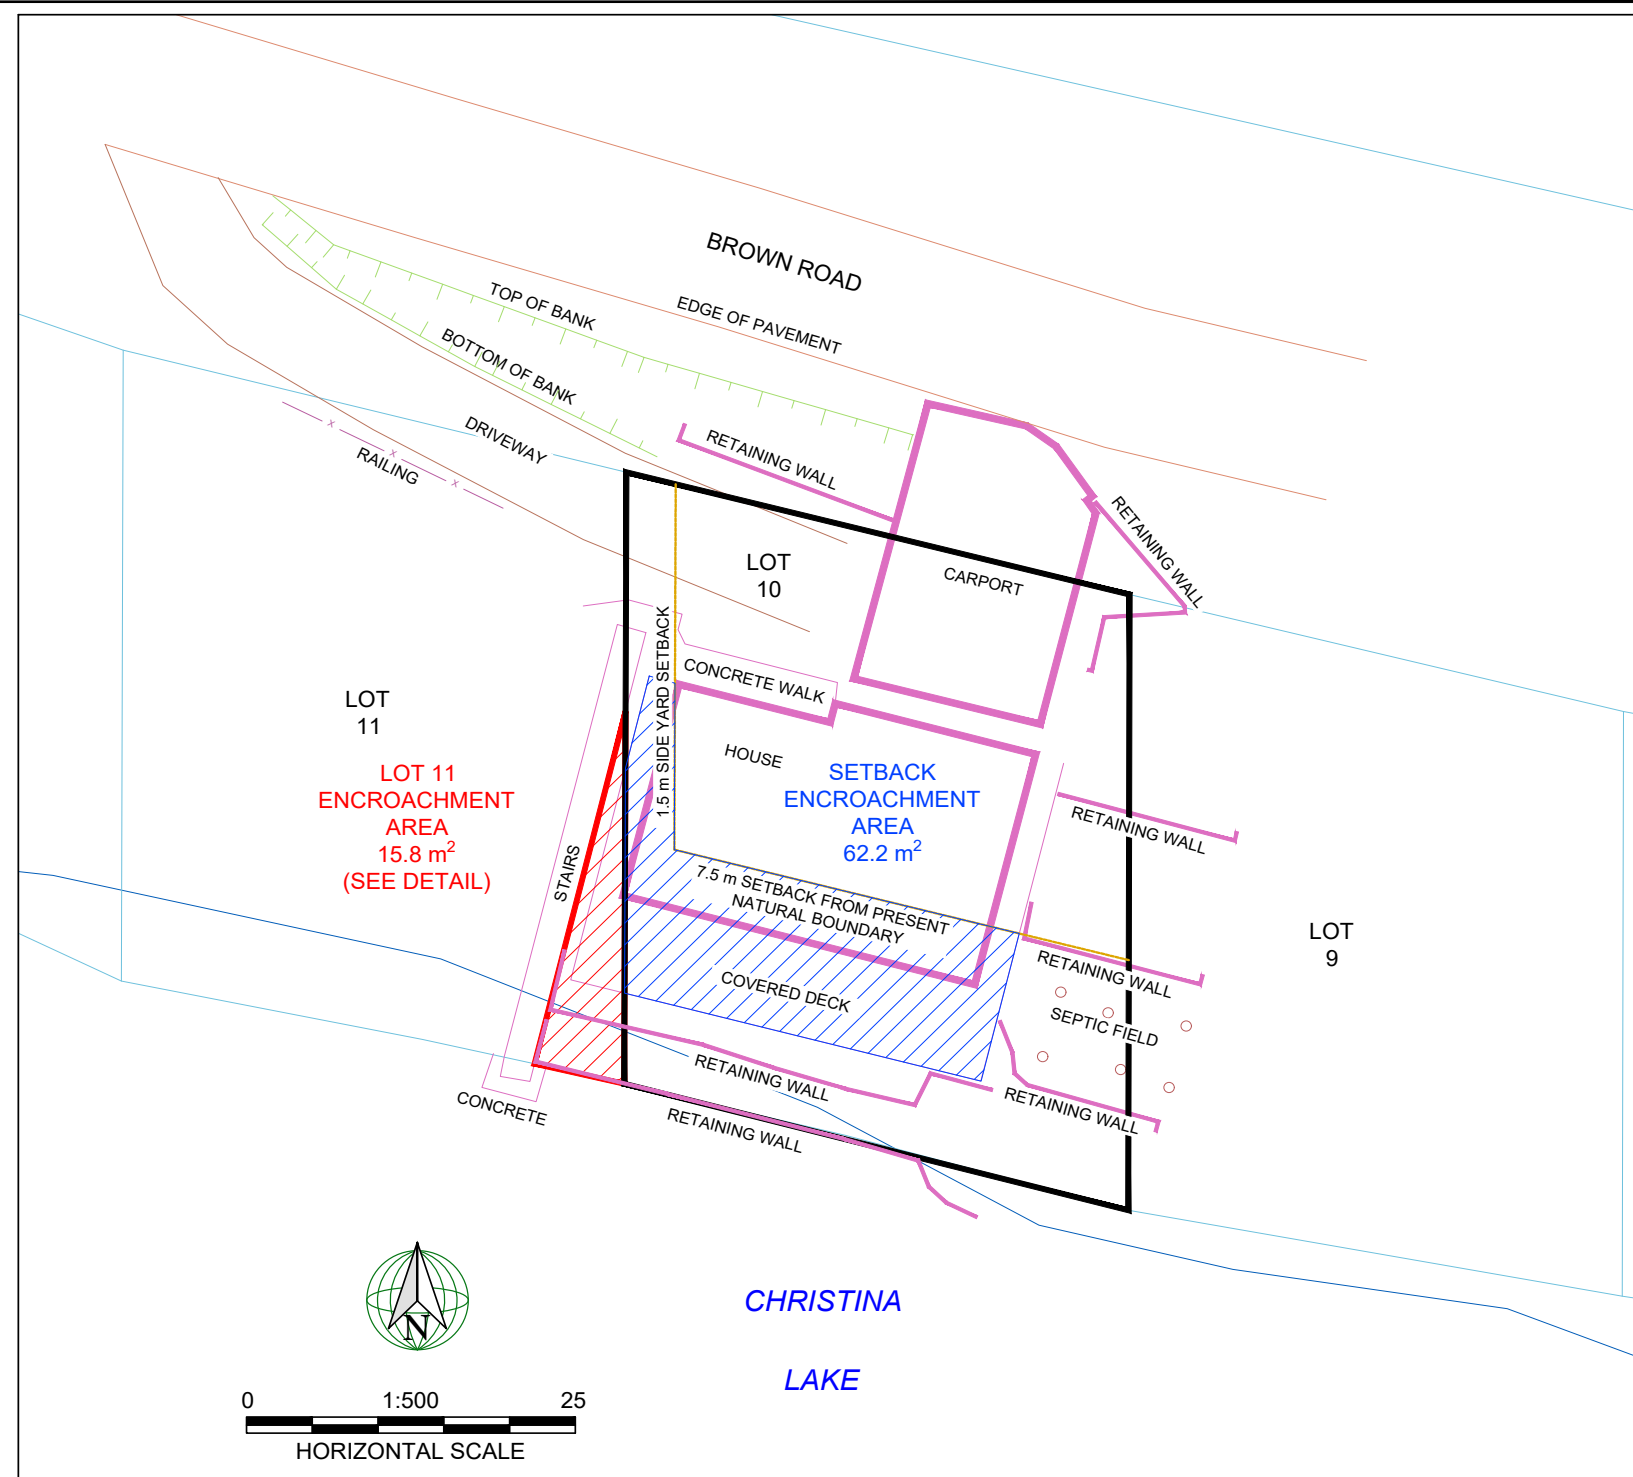 BROWN ROAD
EDGE OF PAVEMENT
TOP OF BANK
BOTTOM OF BANK
DRIVEWAY
RAILING
RETAINING WALL
RETAINING WALL
LOT
10
CARPORT
1.5 m SIDE YARD SETBACK
CONCRETE WALK
LOT
11
HOUSE
LOT 11
ENCROACHMENT
AREA
15.8 m²
(SEE DETAIL)
SETBACK
ENCROACHMENT
AREA
62.2 m²
RETAINING WALL
STAIRS
7.5 m SETBACK FROM PRESENT
NATURAL BOUNDARY
LOT
9
RETAINING WALL
COVERED DECK
SEPTIC FIELD
RETAINING WALL
RETAINING WALL
CONCRETE
RETAINING WALL
N
CHRISTINA
LAKE
0 1:500 25
HORIZONTAL SCALE